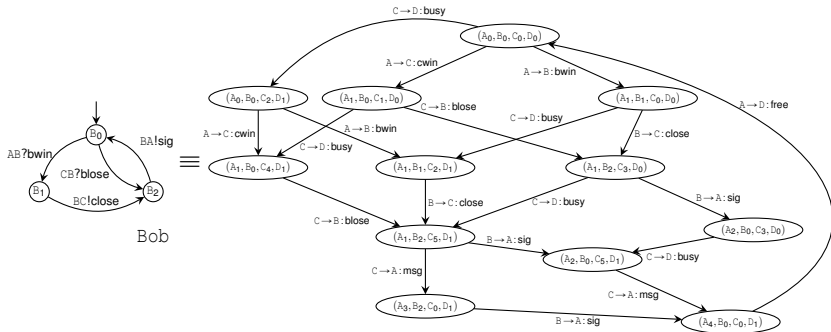 C→D:busy
(A₀,B₀,C₀,D₀)
A→C:cwin
A→B:bwin
A→D:free
(A₀,B₀,C₂,D₁)
(A₁,B₀,C₁,D₀)
(A₁,B₁,C₀,D₀)
C→B:blose
C→D:busy
A→C:cwin
A→B:bwin
C→D:busy
B→C:close
B₀
BA!sig
AB?bwin
CB?blose
≡
(A₁,B₀,C₄,D₁)
(A₁,B₁,C₂,D₁)
(A₁,B₂,C₃,D₀)
B₁
B₂
BC!close
B→C:close
C→D:busy
B→A:sig
C→B:blose
Bob
(A₁,B₂,C₅,D₁)
(A₂,B₀,C₃,D₀)
B→A:sig
(A₂,B₀,C₅,D₁)
C→D:busy
C→A:msg
C→A:msg
(A₃,B₂,C₀,D₁)
B→A:sig
(A₄,B₀,C₀,D₁)